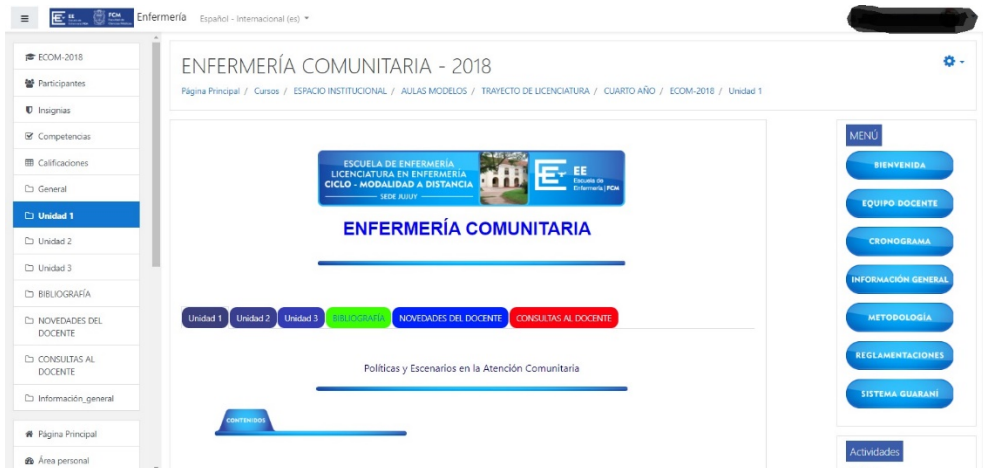 EE
FCM
Enfermería
Español - Internacional (es)
ECOM-2018
Participantes
Insignias
Competencias
Calificaciones
General
Unidad 1
Unidad 2
Unidad 3
BIBLIOGRAFÍA
NOVEDADES DEL
DOCENTE
CONSULTAS AL
DOCENTE
Información_general
Página Principal
Área personal
ENFERMERÍA COMUNITARIA - 2018
Página Principal / Cursos / ESPACIO INSTITUCIONAL / AULAS MODELOS / TRAYECTO DE LICENCIATURA / CUARTO AÑO / ECOM-2018 / Unidad 1
ESCUELA DE ENFERMERÍA
LICENCIATURA EN ENFERMERÍA
CICLO - MODALIDAD A DISTANCIA
SEDE JUJUY
EE
Escuela de
Enfermería | FCM
ENFERMERÍA COMUNITARIA
Unidad 1 Unidad 2 Unidad 3 BIBLIOGRAFÍA NOVEDADES DEL DOCENTE CONSULTAS AL DOCENTE
Políticas y Escenarios en la Atención Comunitaria
CONTENIDOS
MENÚ
BIENVENIDA
EQUIPO DOCENTE
CRONOGRAMA
INFORMACIÓN GENERAL
METODOLOGÍA
REGLAMENTACIONES
SISTEMA GUARANÍ
Actividades